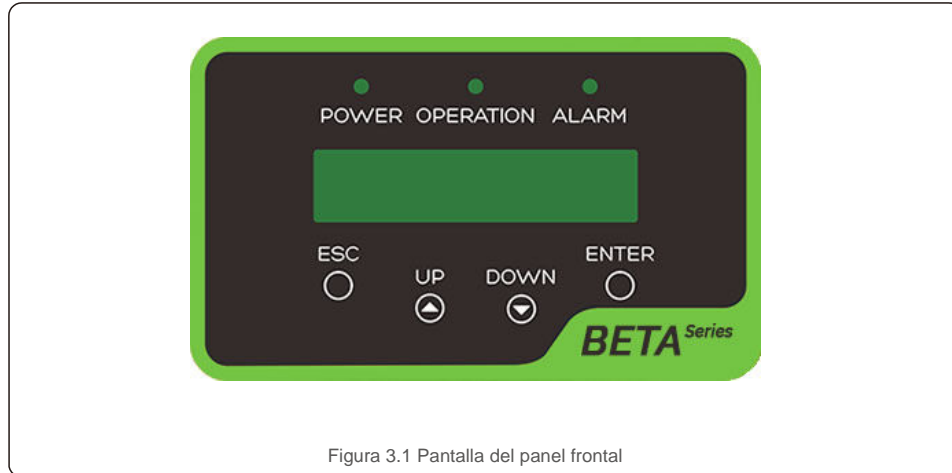 POWER OPERATION ALARM
ESC UP DOWN ENTER
BETA Series
Figura 3.1 Pantalla del panel frontal